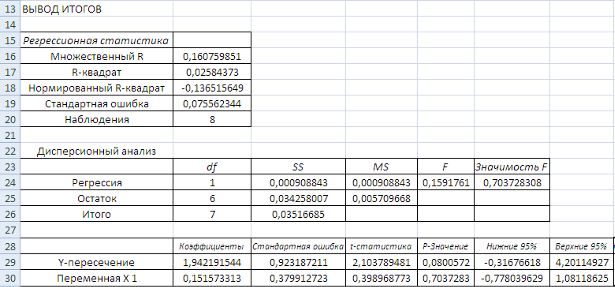 13 ВЫВОД ИТОГОВ
14
15 Регрессионная статистика
16 Множественный R 0,160759851
17 R-квадрат 0,02584373
18 Нормированный R-квадрат -0,136515649
19 Стандартная ошибка 0,075562344
20 Наблюдения 8
21
22 Дисперсионный анализ
23 df SS MS F Значимость F
24 Регрессия 1 0,000908843 0,000908843 0,1591761 0,703728308
25 Остаток 6 0,034258007 0,005709668
26 Итого 7 0,03516685
27
28 Коэффициенты Стандартная ошибка t-статистика P-Значение Нижние 95% Верхние 95%
29 Y-пересечение 1,942191544 0,923187211 2,103789481 0,0800572 -0,31676618 4,20114927
30 Переменная X 1 0,151573313 0,379912723 0,398968773 0,7037283 -0,778039629 1,08118625